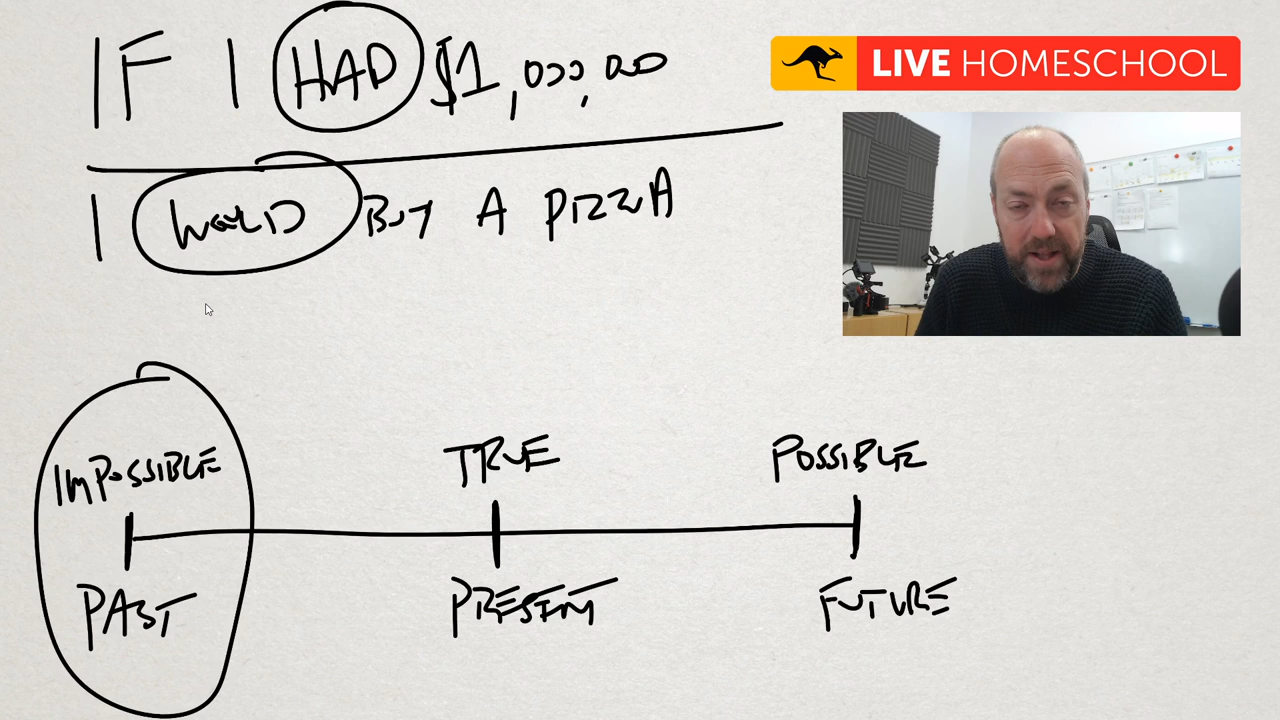 IF I HAD $1,000,000
LIVE HOMESCHOOL
I WOULD BUY A PIZZA
IMPOSSIBLE TRUE POSSIBLE
PAST PRESENT FUTURE